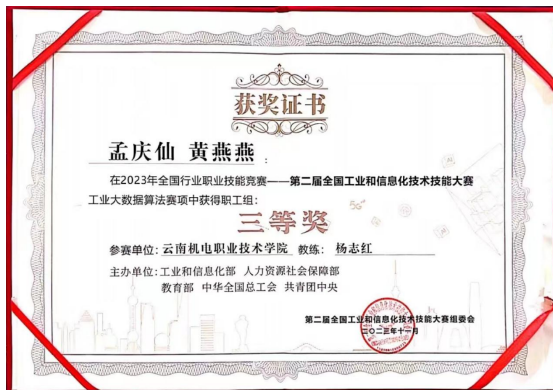 获奖证书
孟庆仙 黄燕燕：
在2023年全国行业职业技能竞赛——第二届全国工业和信息化技术技能大赛
工业大数据算法赛项中获得职工组：
三等奖
参赛单位：云南机电职业技术学院 教练：杨志红
主办单位：工业和信息化部 人力资源社会保障部
教育部 中华全国总工会 共青团中央
5G
第二届全国工业和信息化技术技能大赛组委会
二〇二三年十一月